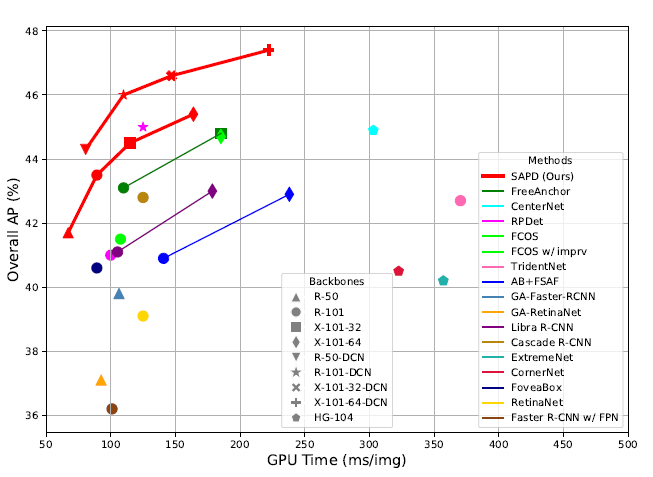 48
46
44
42
40
38
36
Overall AP (%)
50
100
150
200
250
300
350
400
450
500
GPU Time (ms/img)
Backbones
R-50
R-101
X-101-32
X-101-64
R-50-DCN
R-101-DCN
X-101-32-DCN
X-101-64-DCN
HG-104
Methods
SAPD (Ours)
FreeAnchor
CenterNet
RPDet
FCOS
FCOS w/ imprv
TridentNet
AB+FSAF
GA-Faster-RCNN
GA-RetinaNet
Libra R-CNN
Cascade R-CNN
ExtremeNet
CornerNet
FoveaBox
RetinaNet
Faster R-CNN w/ FPN